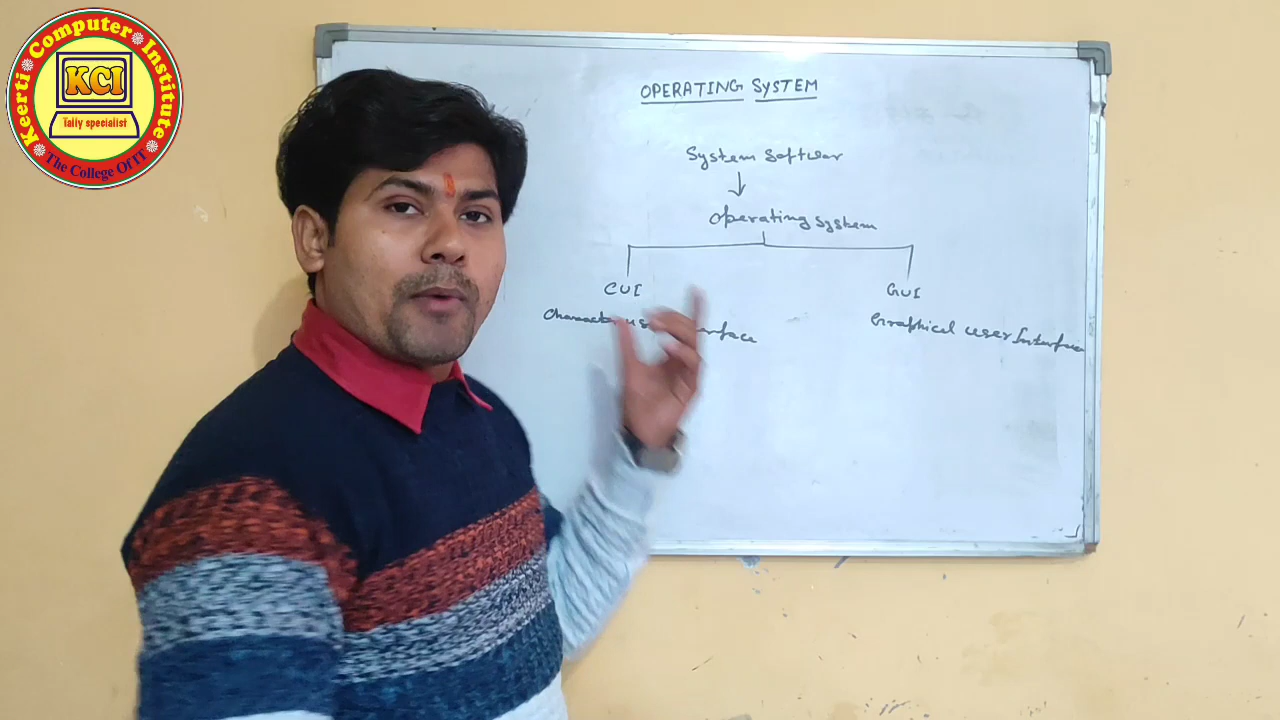 Keerti Computer Institute
KCI
Tally specialist
The College Of IT
OPERATING SYSTEM
System Softwar
Operating System
CUI
GUI
Graphical user Interface